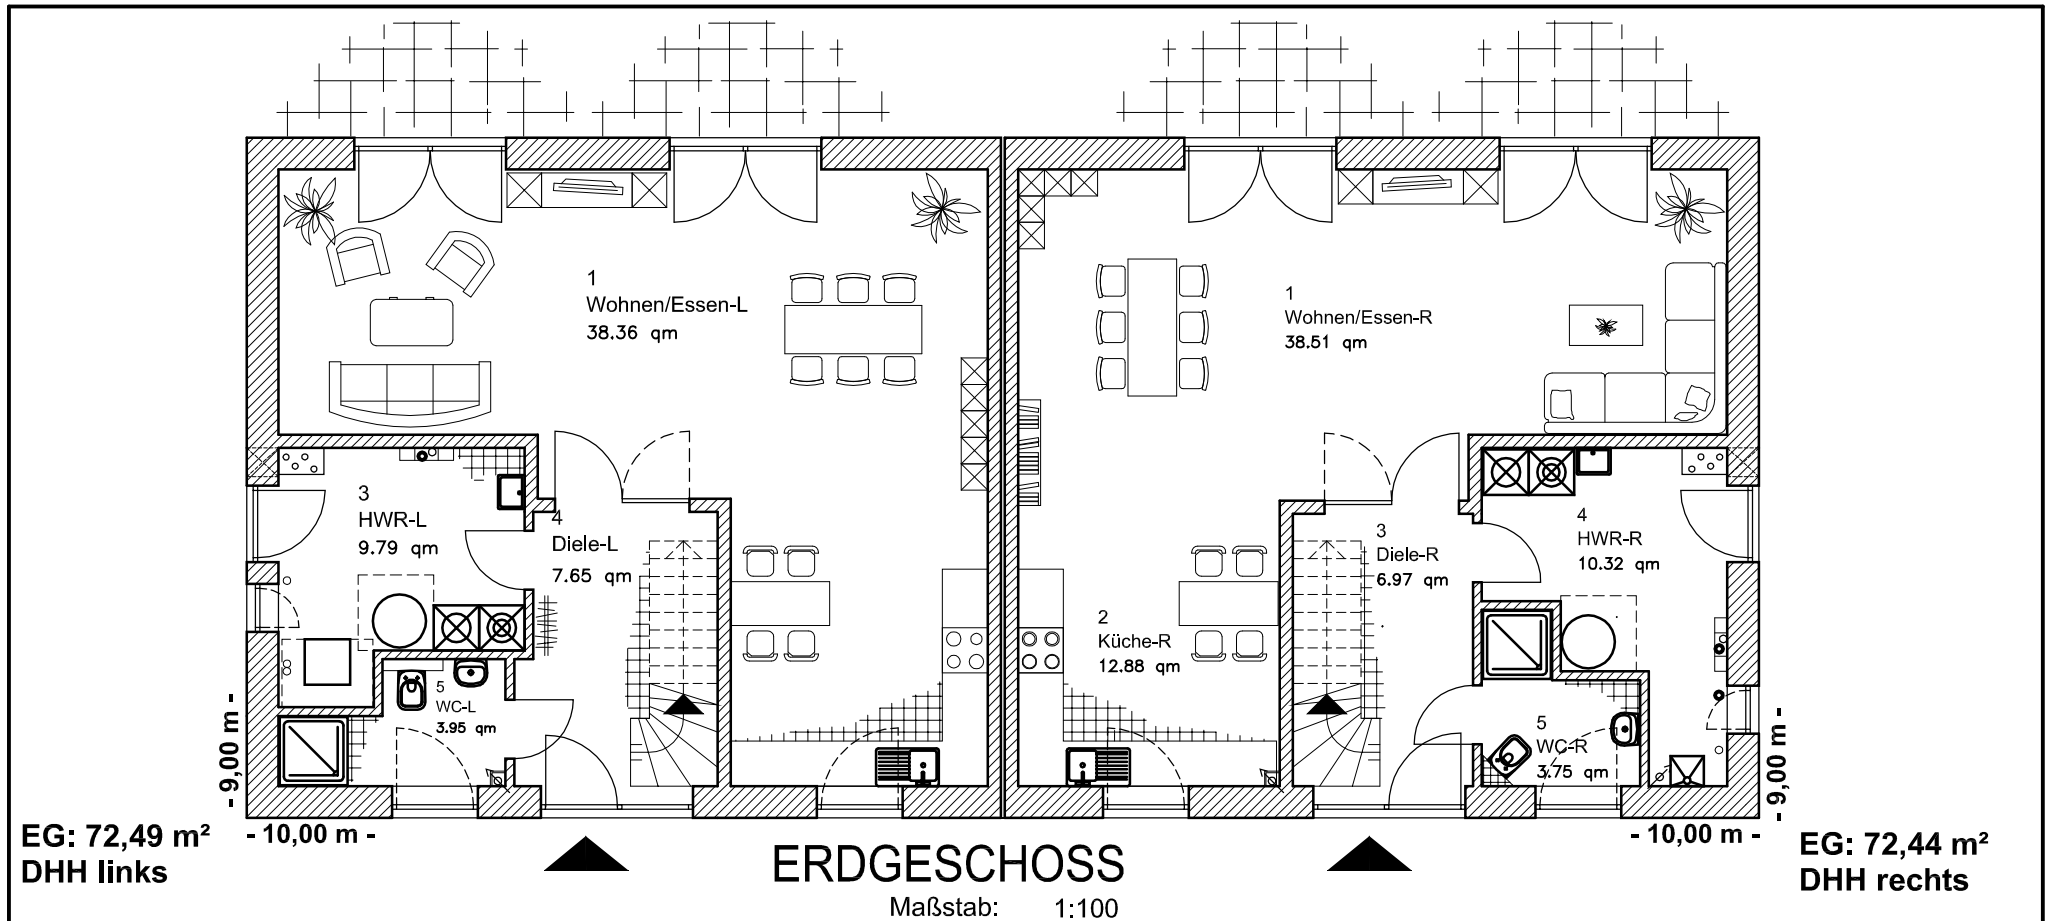 1
Wohnen/Essen-L
38.36 qm
1
Wohnen/Essen-R
38.51 qm
3
HWR-L
9.79 qm
4
Diele-L
7.65 qm
3
Diele-R
6.97 qm
4
HWR-R
10.32 qm
2
Küche-R
12.88 qm
5
WC-L
3.95 qm
5
WC-R
3.75 qm
- 9,00 m -
- 9,00 m -
- 10,00 m -
- 10,00 m -
EG: 72,49 m²
DHH links
ERDGESCHOSS
Maßstab: 1:100
EG: 72,44 m²
DHH rechts